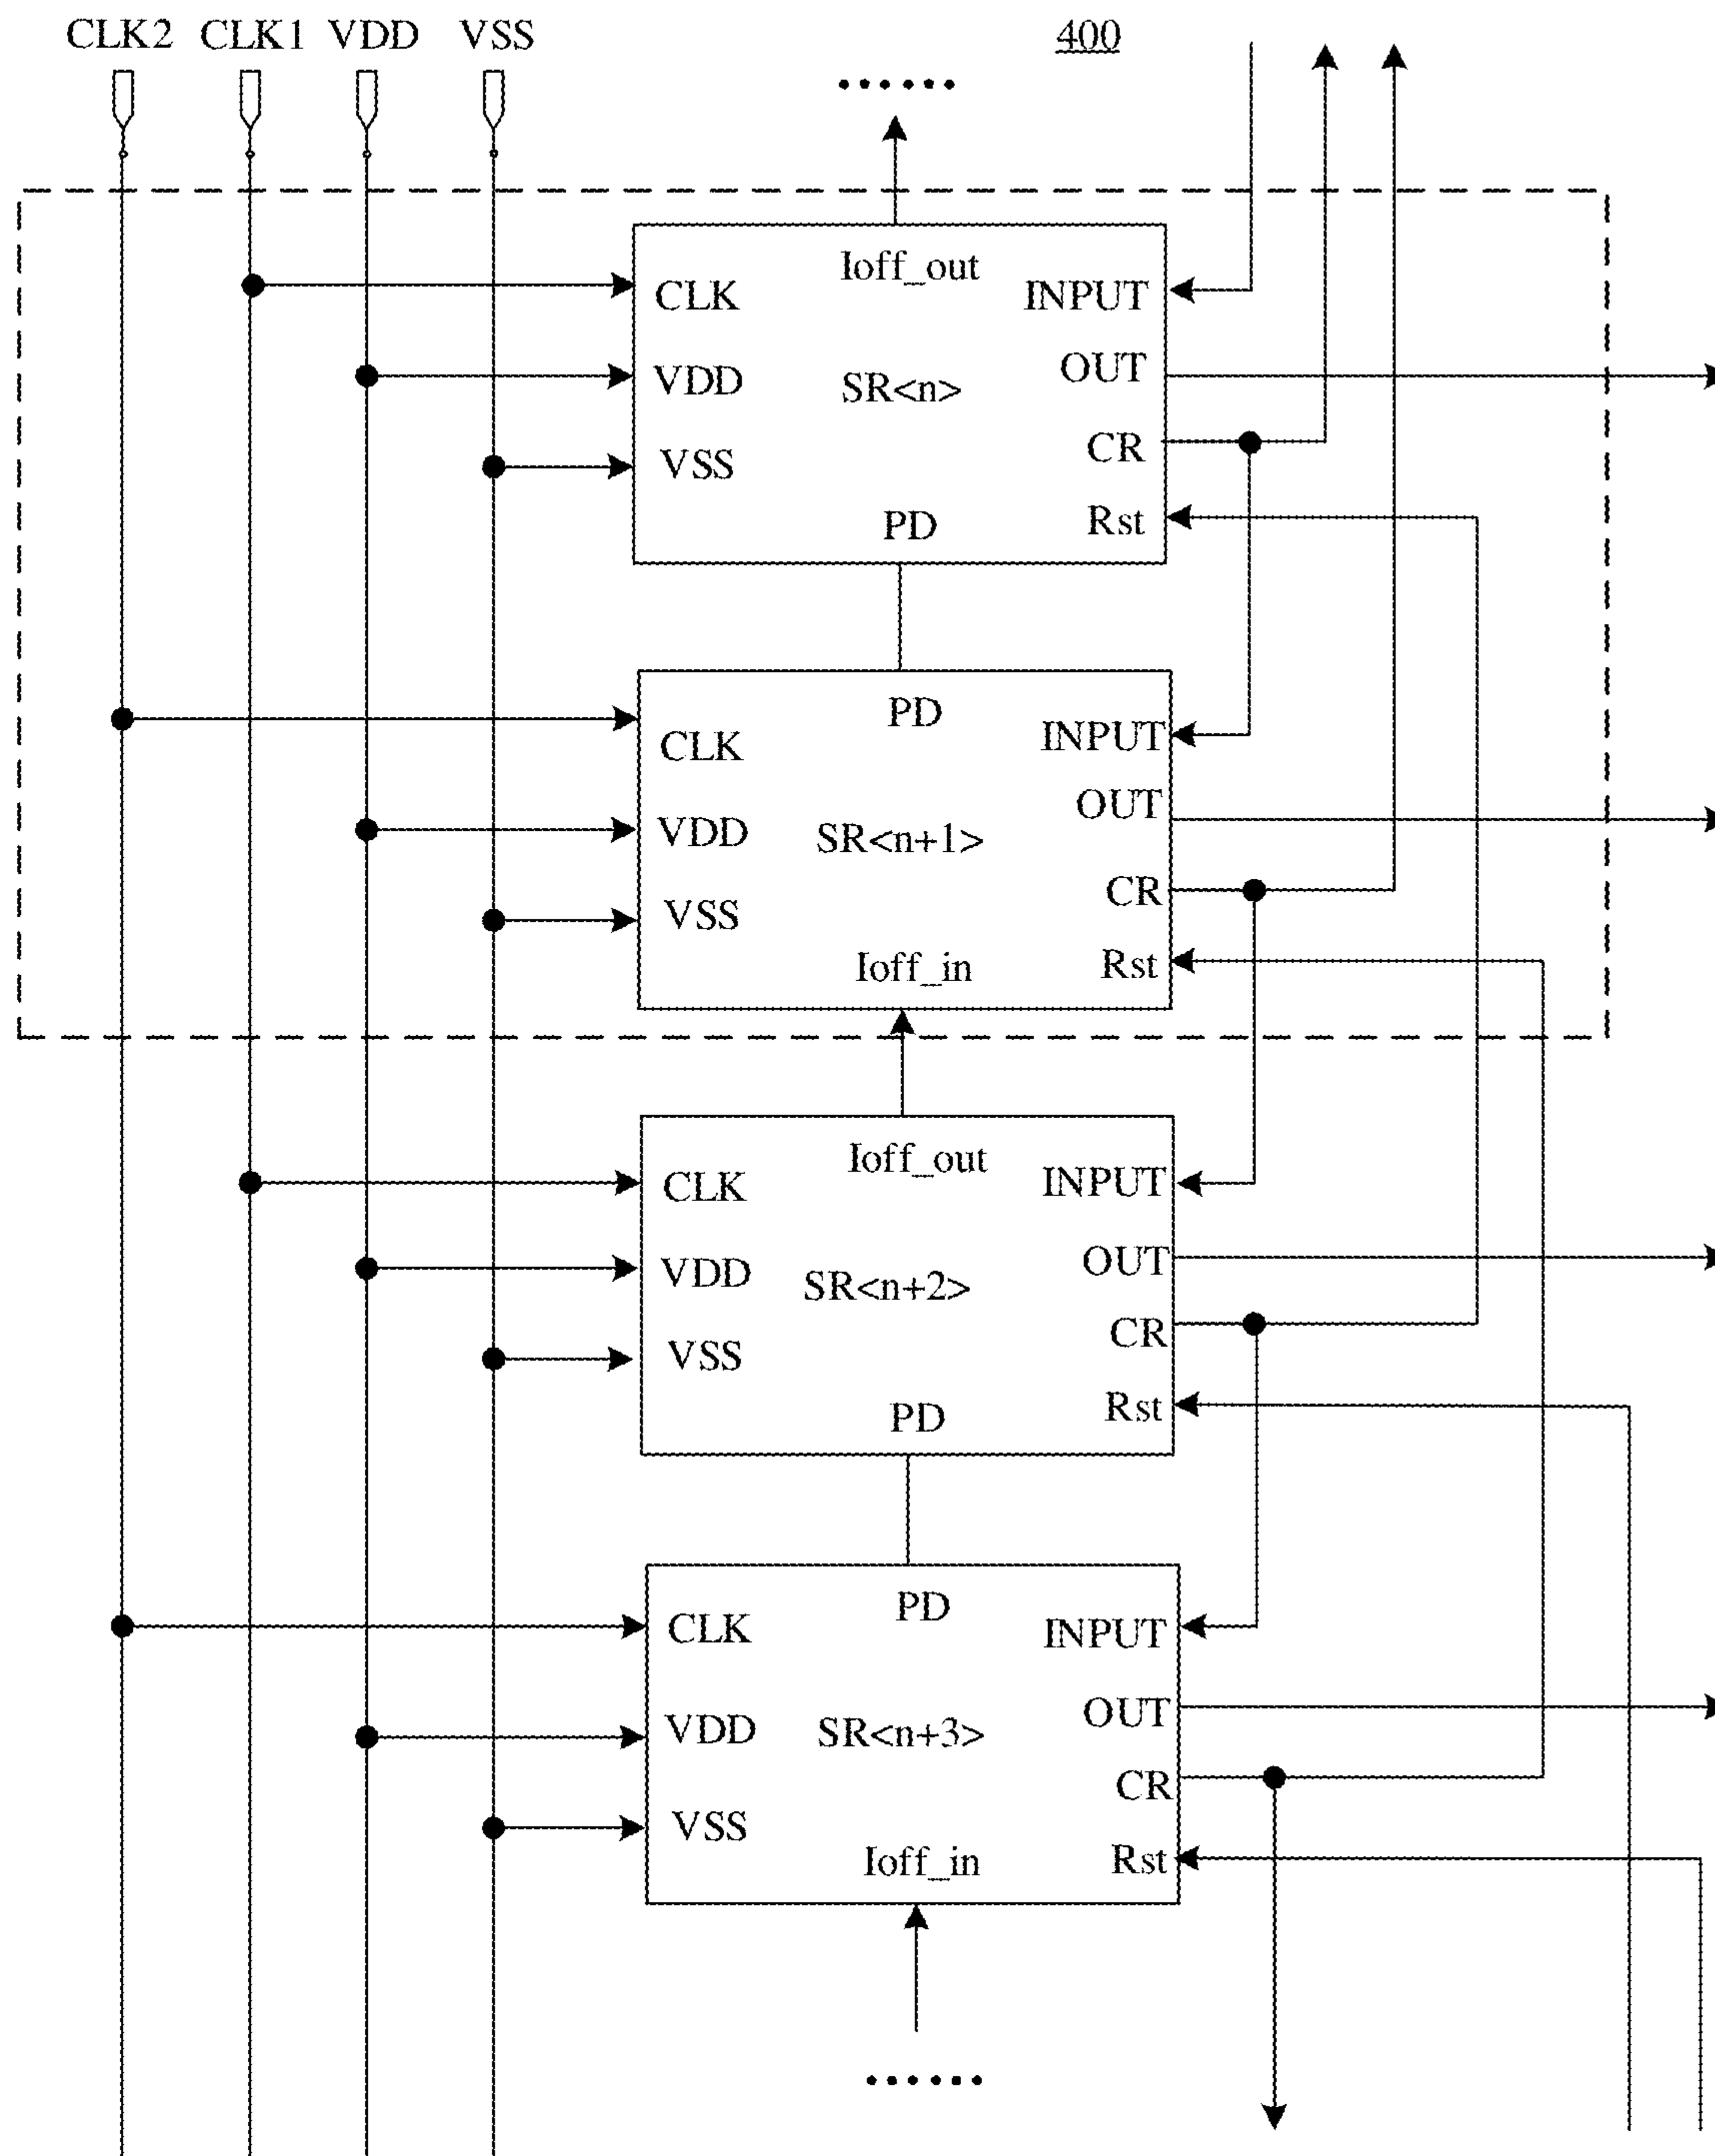 CLK2 CLK1 VDD VSS 400
......
Ioff_out
CLK INPUT
VDD SR<n> OUT
VSS CR
PD Rst
PD
CLK INPUT
VDD SR<n+1> OUT
VSS CR
Ioff_in Rst
Ioff_out
CLK INPUT
VDD SR<n+2> OUT
VSS CR
PD Rst
PD
CLK INPUT
VDD SR<n+3> OUT
VSS CR
Ioff_in Rst
......